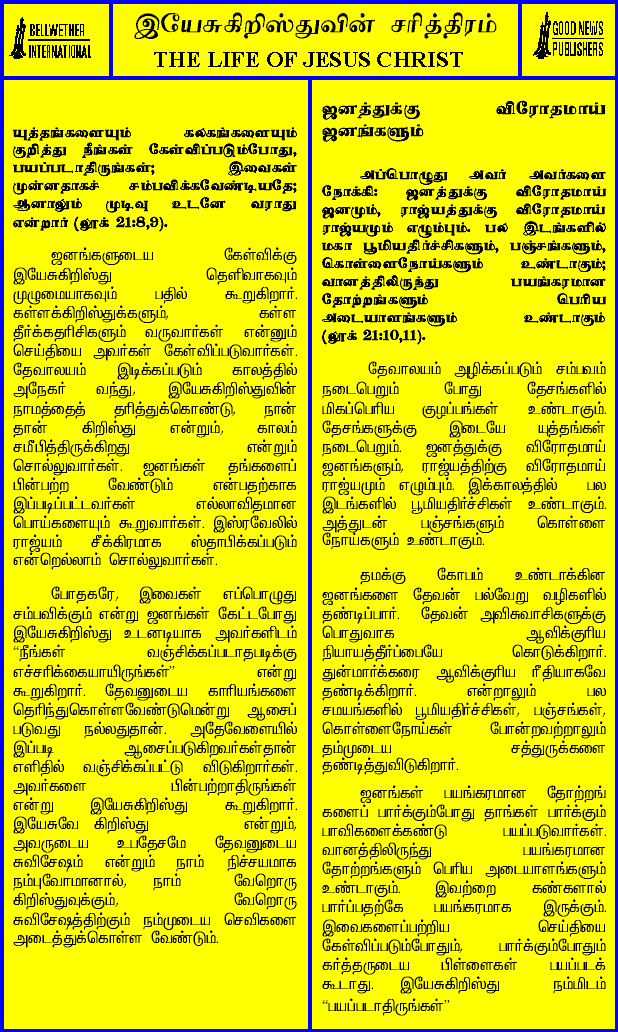 BELLWETHER
INTERNATIONAL
இயேசுகிறிஸ்துவின் சரித்திரம்
THE LIFE OF JESUS CHRIST
GOOD NEWS
PUBLISHERS
யுத்தங்களையும் கலகங்களையும்
குறித்து நீங்கள் கேள்விப்படும்போது,
பயப்படாதிருங்கள்; இவைகள்
முன்னதாகச் சம்பவிக்கவேண்டியதே;
ஆனாலும் முடிவு உடனே வராது
என்றார் (லூக் 21:8,9).
ஜனங்களுடைய கேள்விக்கு
இயேசுகிறிஸ்து தெளிவாகவும்
முழுமையாகவும் பதில் கூறுகிறார்.
கள்ளக்கிறிஸ்துக்களும், கள்ள
தீர்க்கதரிசிகளும் வருவார்கள் என்னும்
செய்தியை அவர்கள் கேள்விப்படுவார்கள்.
தேவாலயம் இடிக்கப்படும் காலத்தில்
அநேகர் வந்து, இயேசுகிறிஸ்துவின்
நாமத்தைத் தரித்துக்கொண்டு, நான்
தான் கிறிஸ்து என்றும், காலம்
சமீபித்திருக்கிறது என்றும்
சொல்லுவார்கள். ஜனங்கள் தங்களைப்
பின்பற்ற வேண்டும் என்பதற்காக
இப்படிப்பட்டவர்கள் எல்லாவிதமான
பொய்களையும் கூறுவார்கள். இஸ்ரவேலில்
ராஜ்யம் சீக்கிரமாக ஸ்தாபிக்கப்படும்
என்றெல்லாம் சொல்லுவார்கள்.
போதகரே, இவைகள் எப்பொழுது
சம்பவிக்கும் என்று ஜனங்கள் கேட்டபோது
இயேசுகிறிஸ்து உடனடியாக அவர்களிடம்
“நீங்கள் வஞ்சிக்கப்படாதபடிக்கு
எச்சரிக்கையாயிருங்கள்” என்று
கூறுகிறார். தேவனுடைய காரியங்களை
தெரிந்துகொள்ளவேண்டுமென்று ஆசைப்
படுவது நல்லதுதான். அதேவேளையில்
இப்படி ஆசைப்படுகிறவர்கள்தான்
எளிதில் வஞ்சிக்கப்பட்டு விடுகிறார்கள்.
அவர்களை பின்பற்றாதிருங்கள்
என்று இயேசுகிறிஸ்து கூறுகிறார்.
இயேசுவே கிறிஸ்து என்றும்,
அவருடைய உபதேசமே தேவனுடைய
சுவிசேஷம் என்றும் நாம் நிச்சயமாக
நம்புவோமானால், நாம் வேறொரு
கிறிஸ்துவுக்கும், வேறொரு
சுவிசேஷத்திற்கும் நம்முடைய செவிகளை
அடைத்துக்கொள்ள வேண்டும்.
ஜனத்துக்கு விரோதமாய்
ஜனங்களும்
அப்பொழுது அவர் அவர்களை
நோக்கி: ஜனத்துக்கு விரோதமாய்
ஜனமும், ராஜ்யத்துக்கு விரோதமாய்
ராஜ்யமும் எழும்பும். பல இடங்களில்
மகா பூமியதிர்ச்சிகளும், பஞ்சங்களும்,
கொள்ளைநோய்களும் உண்டாகும்;
வானத்திலிருந்து பயங்கரமான
தோற்றங்களும் பெரிய
அடையாளங்களும் உண்டாகும்
(லூக் 21:10,11).
தேவாலயம் அழிக்கப்படும் சம்பவம்
நடைபெறும் போது தேசங்களில்
மிகப்பெரிய குழப்பங்கள் உண்டாகும்.
தேசங்களுக்கு இடையே யுத்தங்கள்
நடைபெறும். ஜனத்துக்கு விரோதமாய்
ஜனங்களும், ராஜ்யத்திற்கு விரோதமாய்
ராஜ்யமும் எழும்பும். இக்காலத்தில் பல
இடங்களில் பூமியதிர்ச்சிகள் உண்டாகும்.
அத்துடன் பஞ்சங்களும் கொள்ளை
நோய்களும் உண்டாகும்.
தமக்கு கோபம் உண்டாக்கின
ஜனங்களை தேவன் பல்வேறு வழிகளில்
தண்டிப்பார். தேவன் அவிசுவாசிகளுக்கு
பொதுவாக ஆவிக்குரிய
நியாயத்தீர்ப்பையே கொடுக்கிறார்.
துன்மார்க்கரை ஆவிக்குரிய ரீதியாகவே
தண்டிக்கிறார். என்றாலும் பல
சமயங்களில் பூமியதிர்ச்சிகள், பஞ்சங்கள்,
கொள்ளைநோய்கள் போன்றவற்றாலும்
தம்முடைய சத்துருக்களை
தண்டித்துவிடுகிறார்.
ஜனங்கள் பயங்கரமான தோற்றங்
களைப் பார்க்கும்போது தாங்கள் பார்க்கும்
பாவிகளைக்கண்டு பயப்படுவார்கள்.
வானத்திலிருந்து பயங்கரமான
தோற்றங்களும் பெரிய அடையாளங்களும்
உண்டாகும். இவற்றை கண்களால்
பார்ப்பதற்கே பயங்கரமாக இருக்கும்.
இவைகளைப்பற்றிய செய்தியை
கேள்விப்படும்போதும், பார்க்கும்போதும்
கர்த்தருடைய பிள்ளைகள் பயப்படக்
கூடாது. இயேசுகிறிஸ்து நம்மிடம்
“பயப்படாதிருங்கள்”